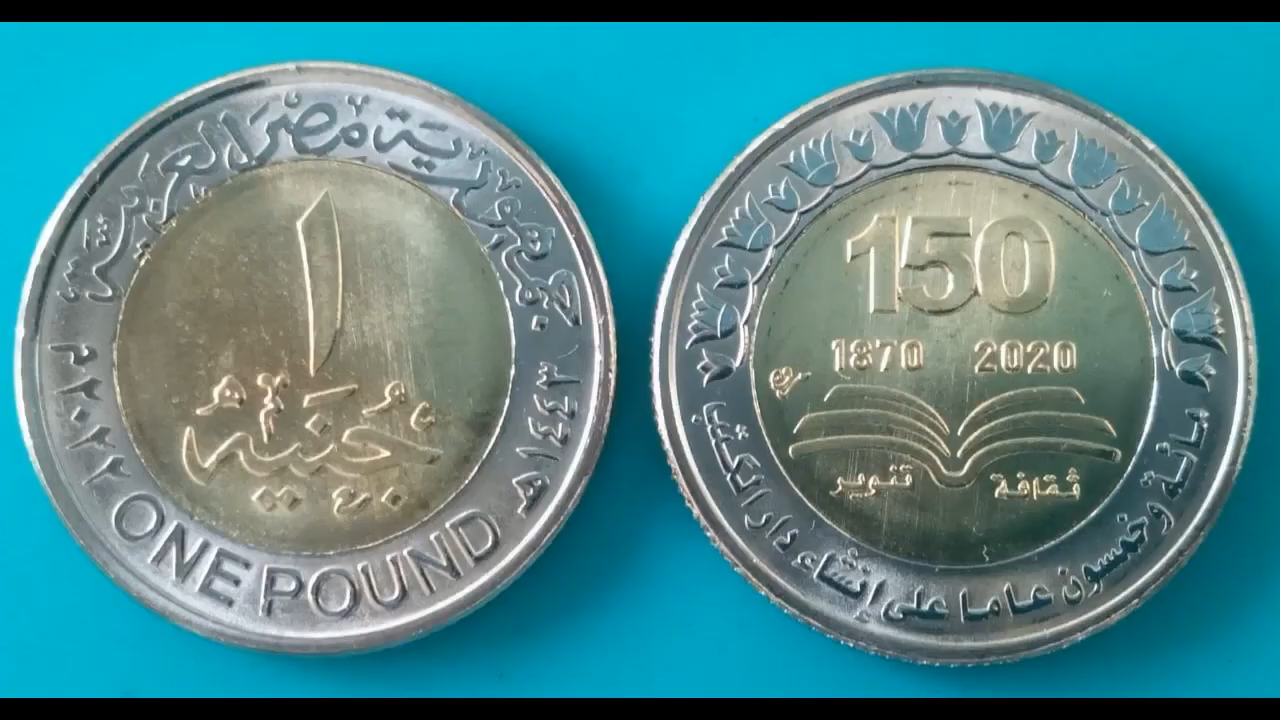 جمهورية مصر العربية
١
جنيه
١٤٤٣ هـ
٢٠٢٢ م
ONE POUND
150
1870 2020
ثقافة تنوير
مائة وخمسون عاما على إنشاء دار الكتب